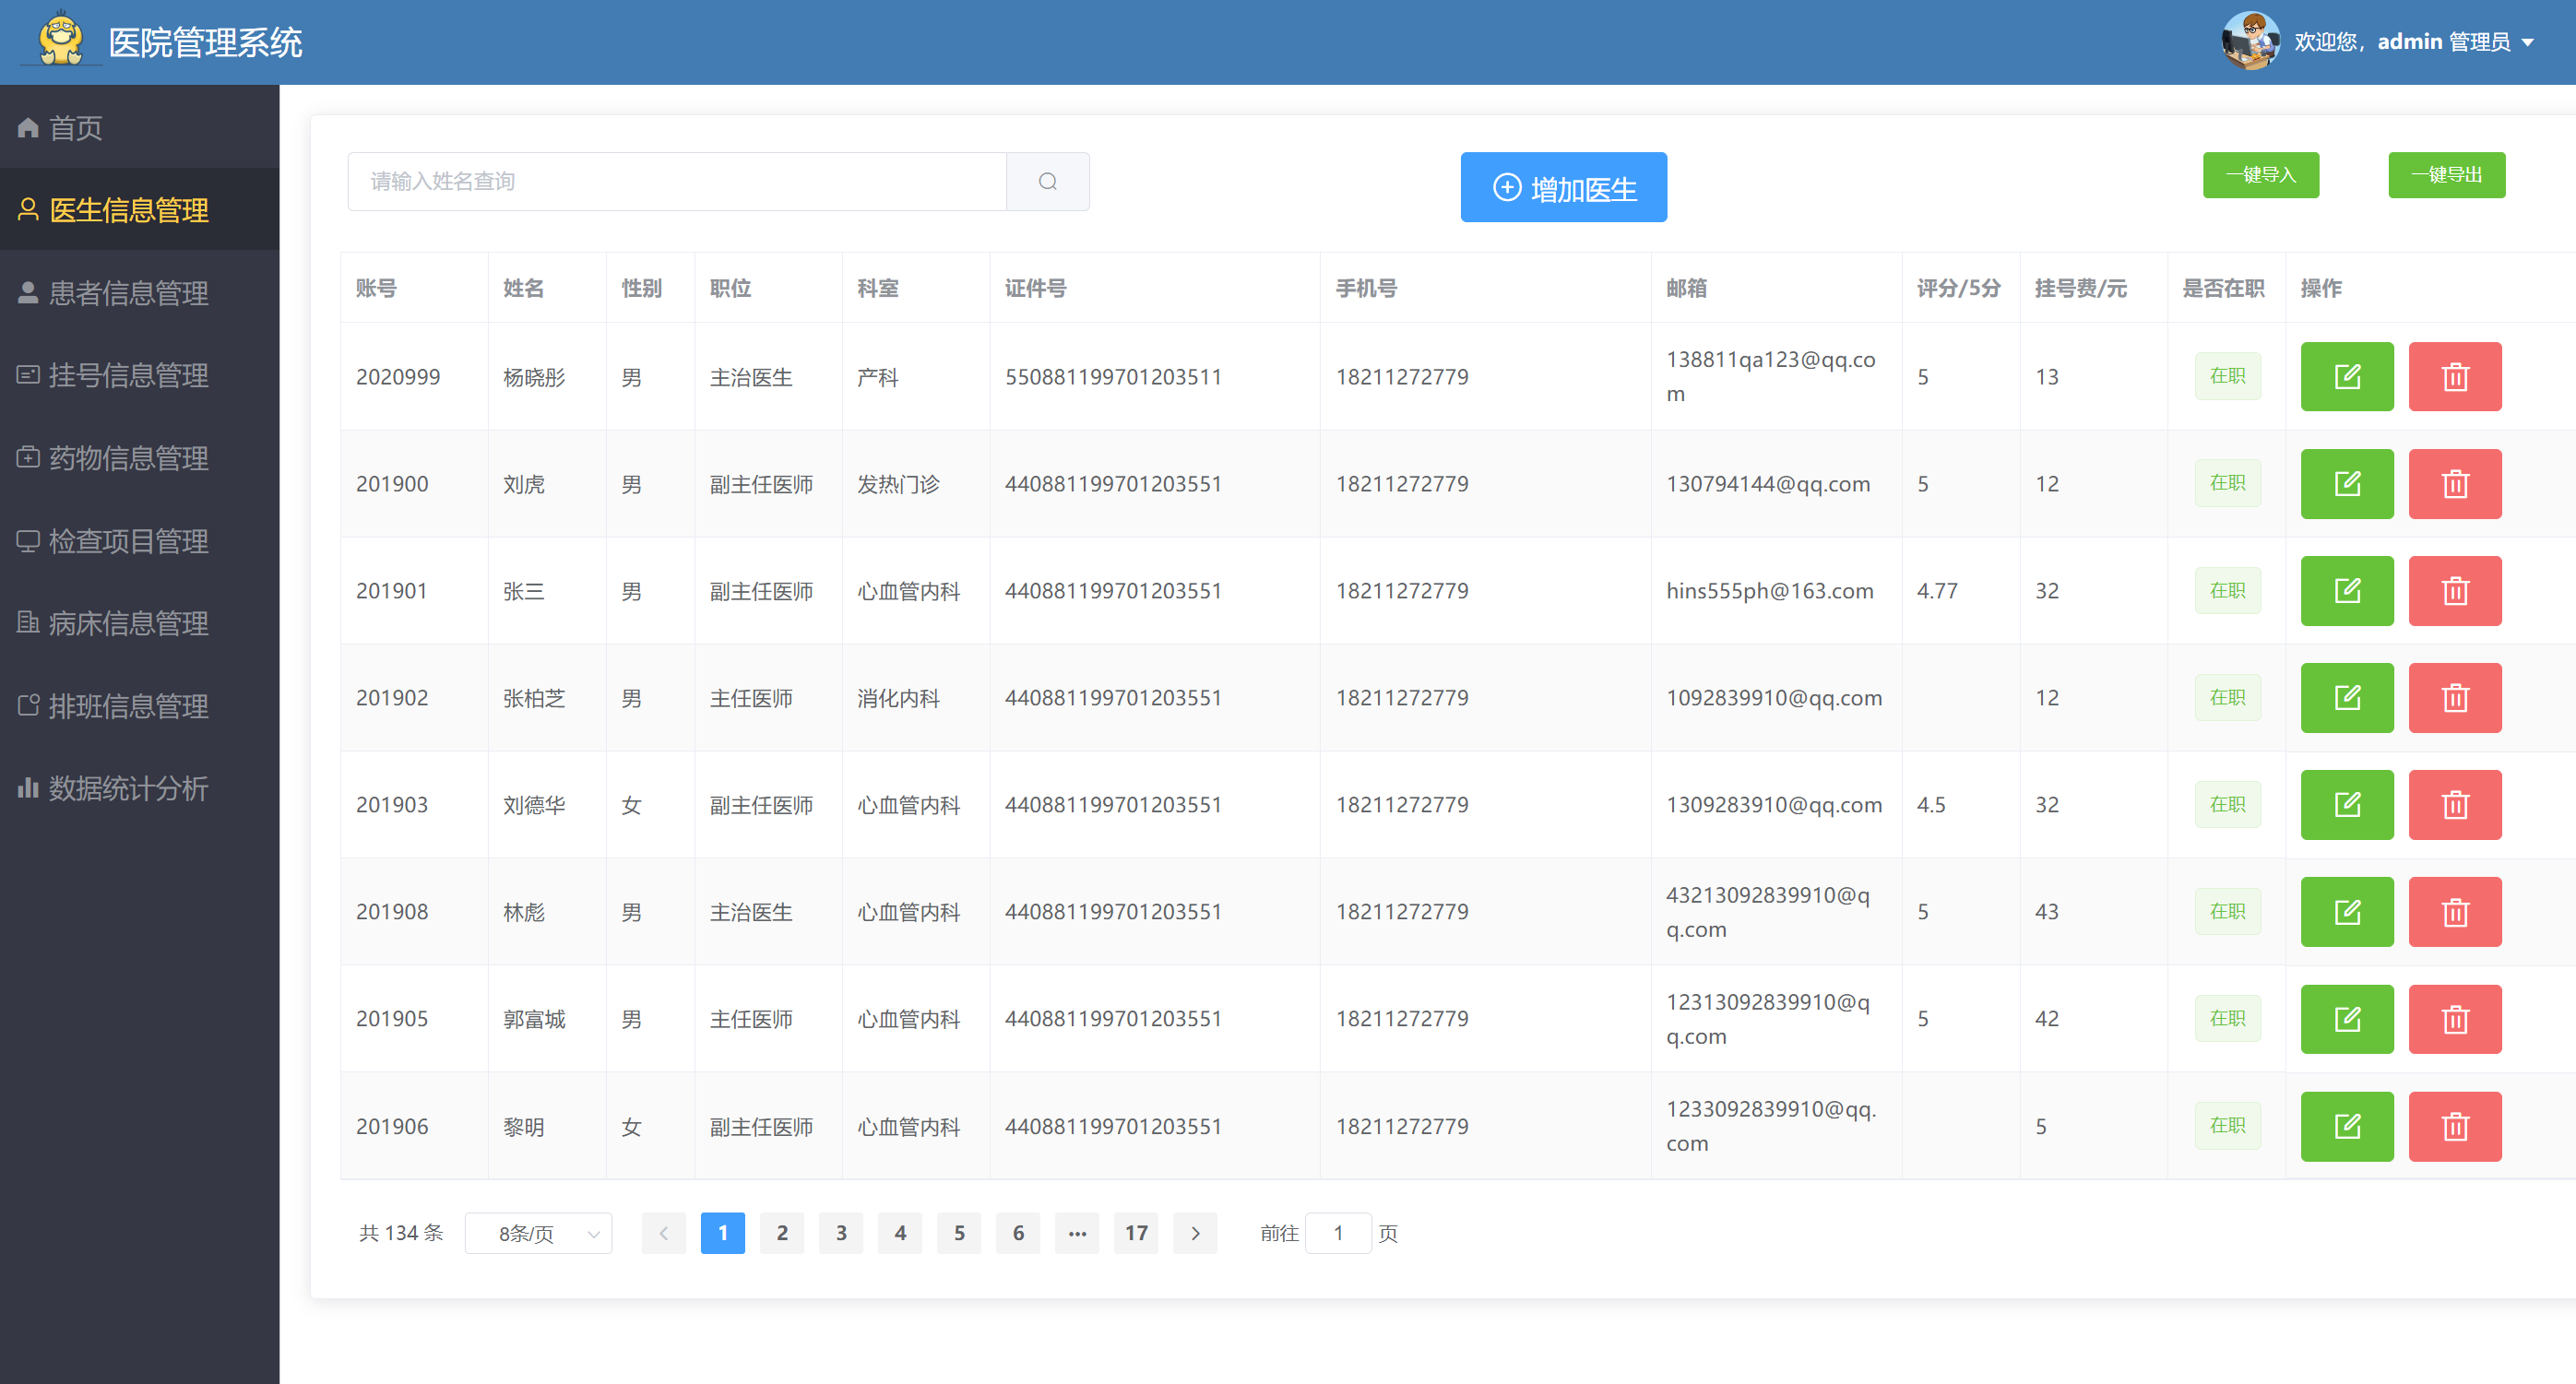 医院管理系统
欢迎您，admin 管理员
首页
医生信息管理
患者信息管理
挂号信息管理
药物信息管理
检查项目管理
病床信息管理
排班信息管理
数据统计分析
请输入姓名查询
增加医生
一键导入
一键导出
账号 姓名 性别 职位 科室 证件号 手机号 邮箱 评分/5分 挂号费/元 是否在职 操作
2020999 杨晓彤 男 主治医生 产科 550881199701203511 18211272779 138811qa123@qq.co
m 5 13 在职
201900 刘虎 男 副主任医师 发热门诊 440881199701203551 18211272779 130794144@qq.com 5 12 在职
201901 张三 男 副主任医师 心血管内科 440881199701203551 18211272779 hins555ph@163.com 4.77 32 在职
201902 张柏芝 男 主任医师 消化内科 440881199701203551 18211272779 1092839910@qq.com 12 在职
201903 刘德华 女 副主任医师 心血管内科 440881199701203551 18211272779 1309283910@qq.com 4.5 32 在职
201908 林彪 男 主治医生 心血管内科 440881199701203551 18211272779 43213092839910@q
q.com 5 43 在职
201905 郭富城 男 主任医师 心血管内科 440881199701203551 18211272779 12313092839910@q
q.com 5 42 在职
201906 黎明 女 副主任医师 心血管内科 440881199701203551 18211272779 1233092839910@qq.
com 5 在职
共 134 条 8条/页 1 2 3 4 5 6 ••• 17 前往 1 页